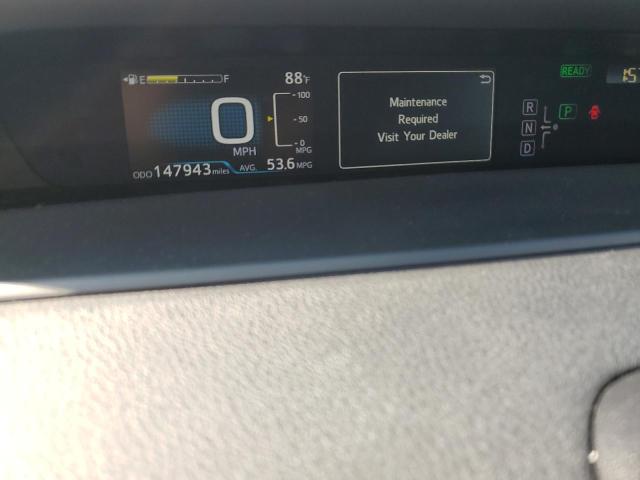 E F
88°F
READY
0
MPH
100
50
0
MPG
ODO 147943 miles
AVG. 53.6 MPG
Maintenance
Required
Visit Your Dealer
R
N
D
P